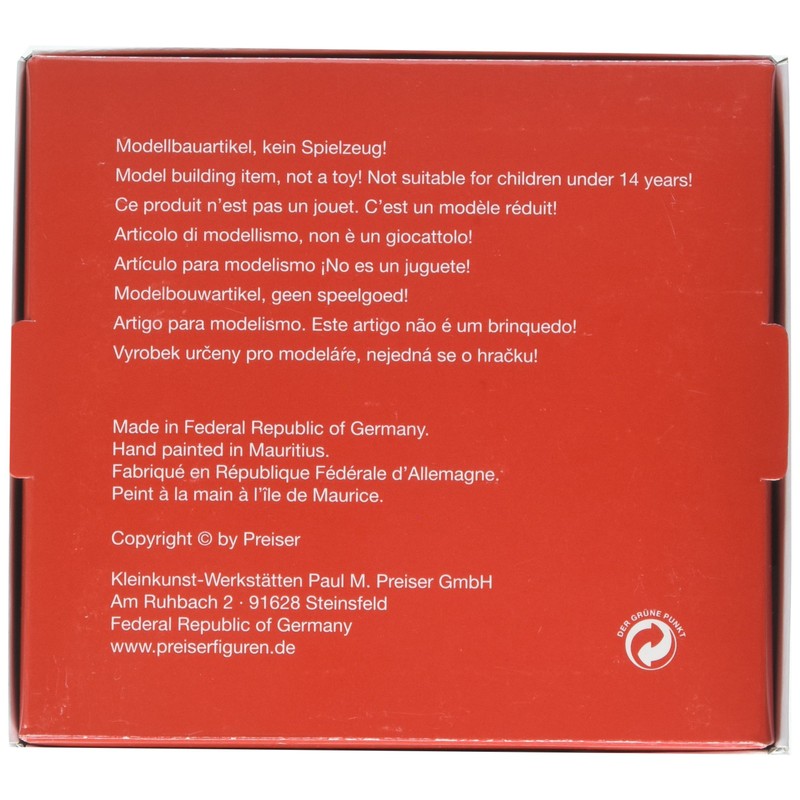 Modellbauartikel, kein Spielzeug!
Model building item, not a toy! Not suitable for children under 14 years!
Ce produit n'est pas un jouet. C'est un modèle réduit!
Articolo di modellismo, non è un giocattolo!
Artículo para modelismo ¡No es un juguete!
Modelbouwartikel, geen speelgoed!
Artigo para modelismo. Este artigo não é um brinquedo!
Vyrobek určeny pro modeláře, nejedná se o hračku!
Made in Federal Republic of Germany.
Hand painted in Mauritius.
Fabriqué en République Fédérale d'Allemagne.
Peint à la main à l'île de Maurice.
Copyright © by Preiser
Kleinkunst-Werkstätten Paul M. Preiser GmbH
Am Ruhbach 2 · 91628 Steinsfeld
Federal Republic of Germany
www.preiserfiguren.de
DER GRÜNE PUNKT